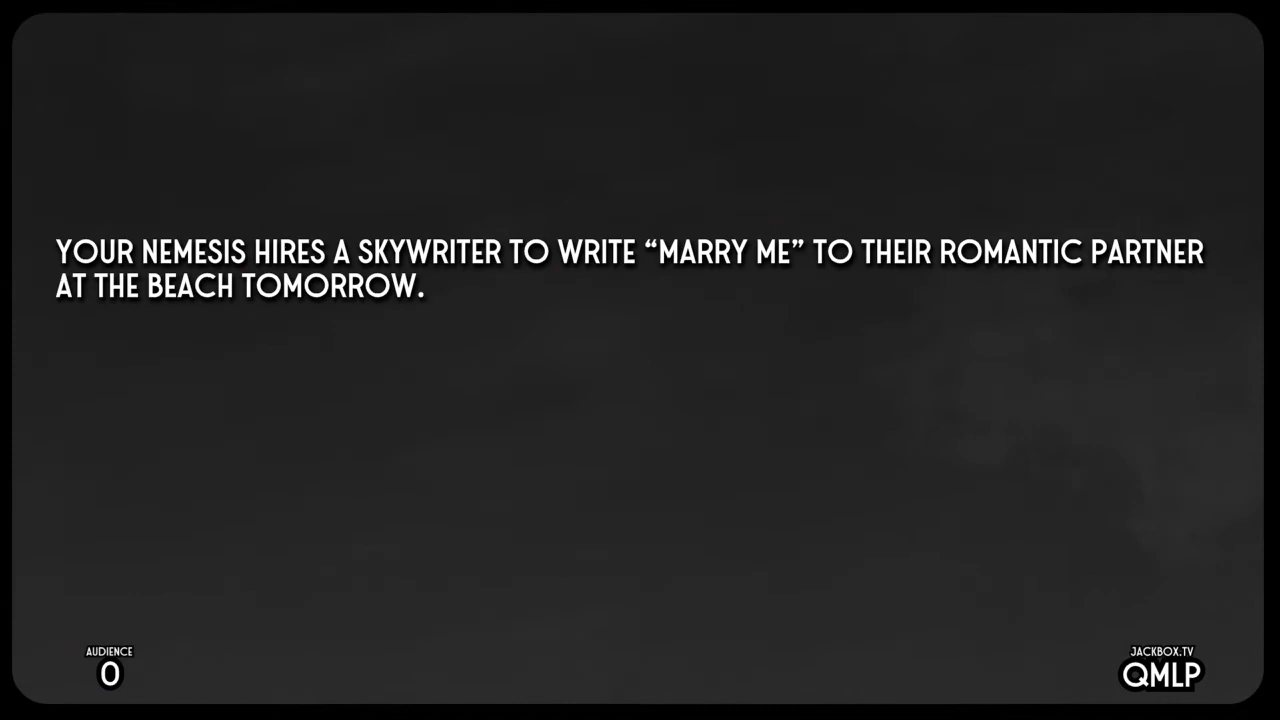 YOUR NEMESIS HIRES A SKYWRITER TO WRITE “MARRY ME” TO THEIR ROMANTIC PARTNER
AT THE BEACH TOMORROW.
AUDIENCE
0
JACKBOX.TV
QMLP